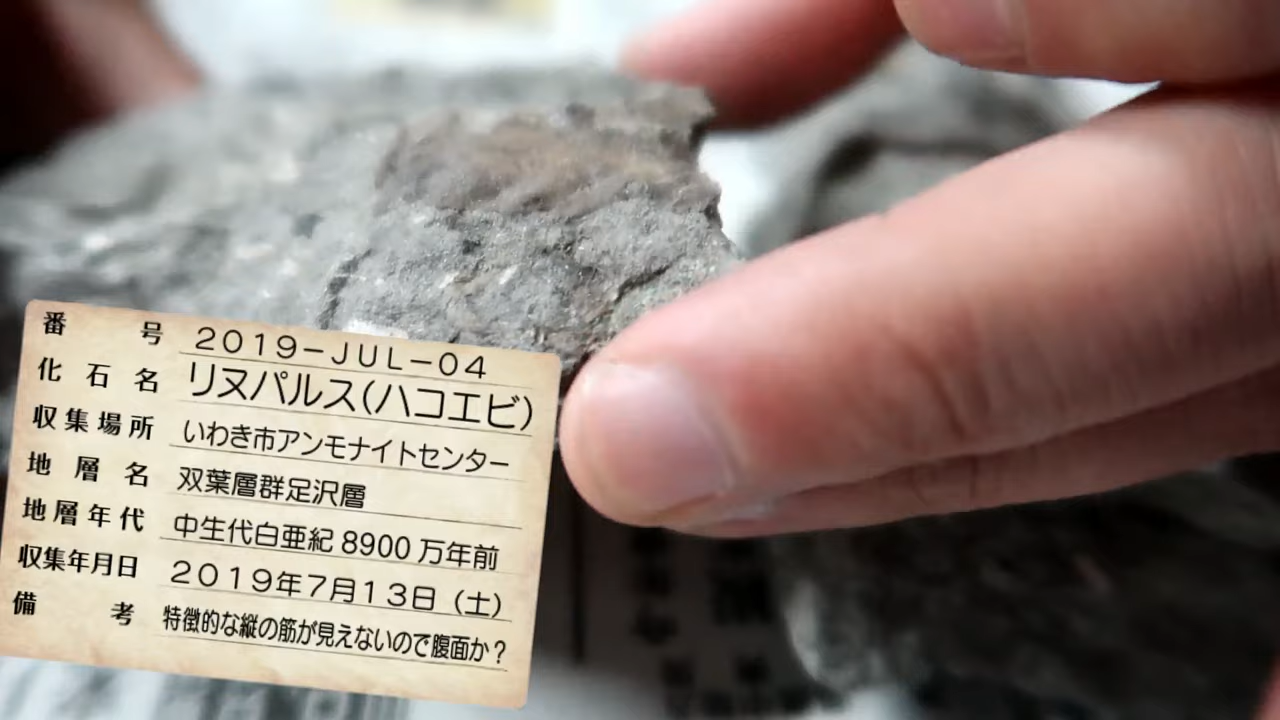 番号 2019-JUL-04
化石名 リヌパルス(ハコエビ)
収集場所 いわき市アンモナイトセンター
地層名 双葉層群足沢層
地層年代 中生代白亜紀8900万年前
収集年月日 2019年7月13日(土)
備考 特徴的な縦の筋が見えないので腹面か?